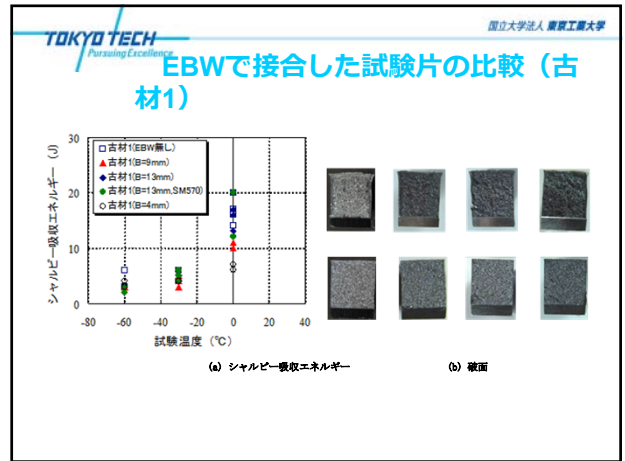 TOKYO TECH
Pursuing Excellence
国立大学法人 東京工業大学
EBWで接合した試験片の比較（古
材1）
シャルピー吸収エネルギー (J)
30
20
10
0
□古材1(EBW無し)
▲古材1(B=9mm)
◆古材1(B=13mm)
●古材1(B=13mm,SM570)
○古材1(B=4mm)
-80 -60 -40 -20 0 20 40
試験温度 (℃)
(a) シャルピー吸収エネルギー (b) 破面